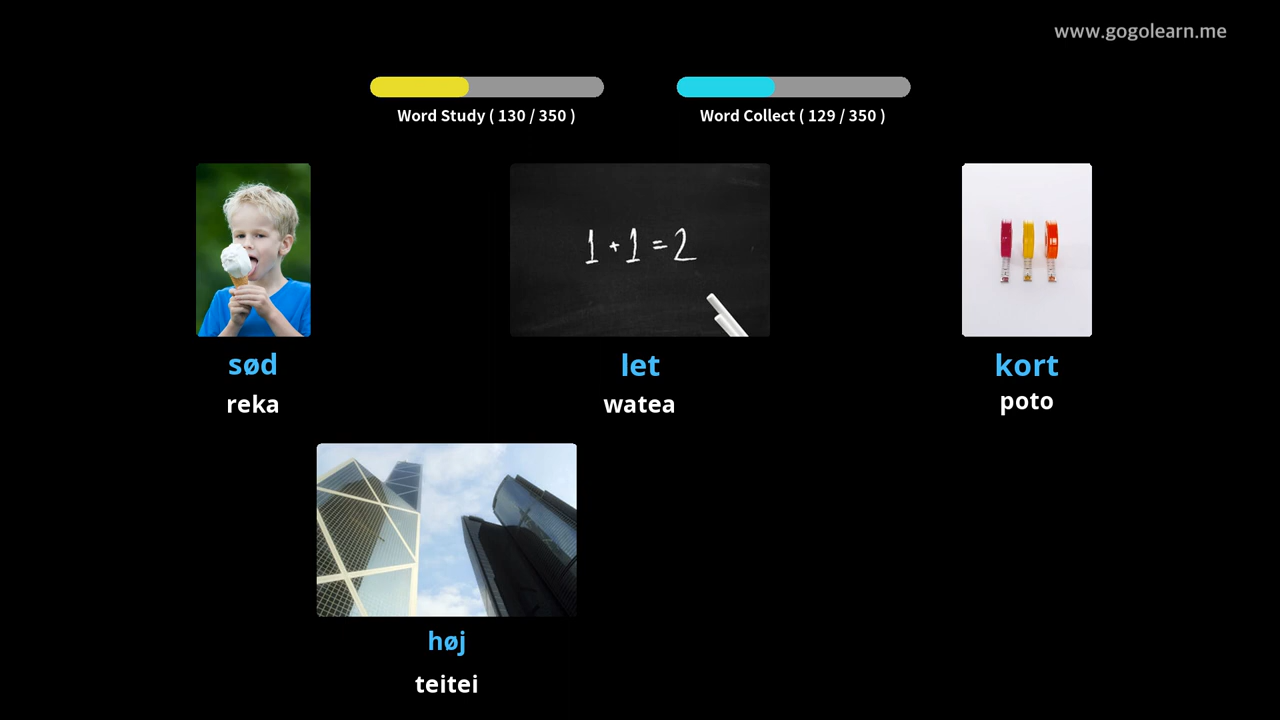 www.gogolearn.me
Word Study ( 130 / 350 )
Word Collect ( 129 / 350 )
1 + 1 = 2
sød
let
kort
reka
watea
poto
høj
teitei